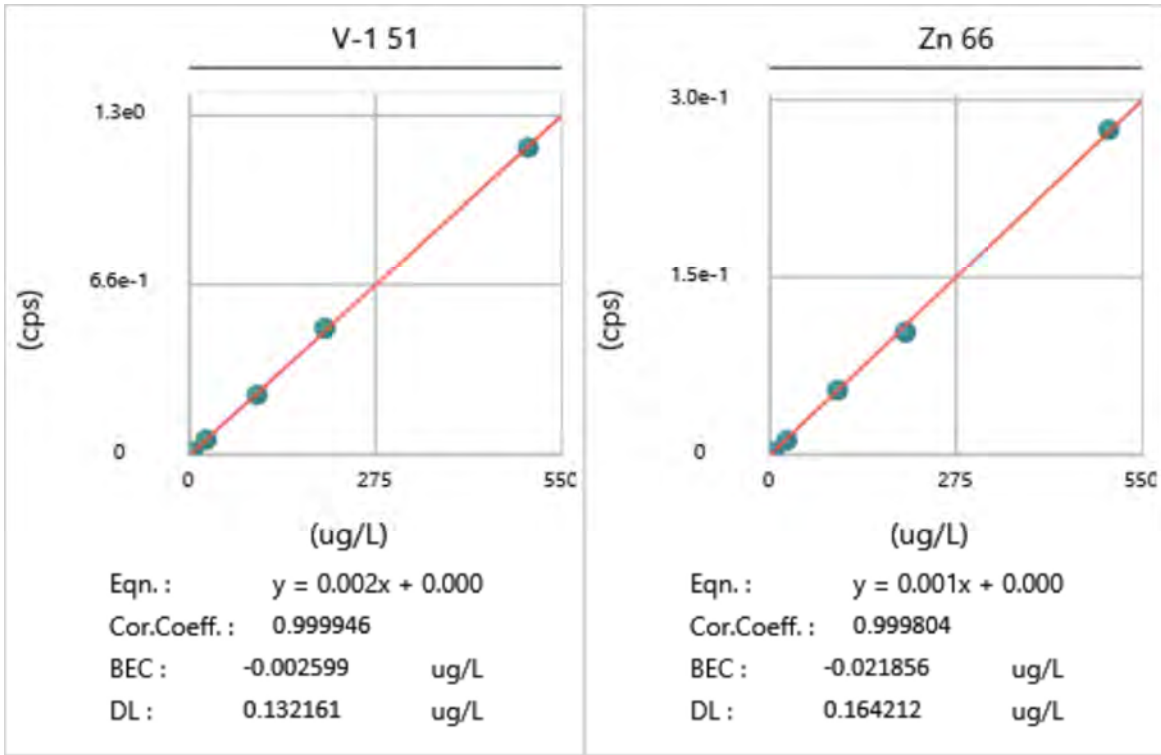 V-1 51
1.3e0
6.6e-1
0
(cps)
0 275 550
(ug/L)
Eqn. : y = 0.002x + 0.000
Cor.Coeff. : 0.999946
BEC : -0.002599 ug/L
DL : 0.132161 ug/L
Zn 66
3.0e-1
1.5e-1
0
(cps)
0 275 550
(ug/L)
Eqn. : y = 0.001x + 0.000
Cor.Coeff. : 0.999804
BEC : -0.021856 ug/L
DL : 0.164212 ug/L